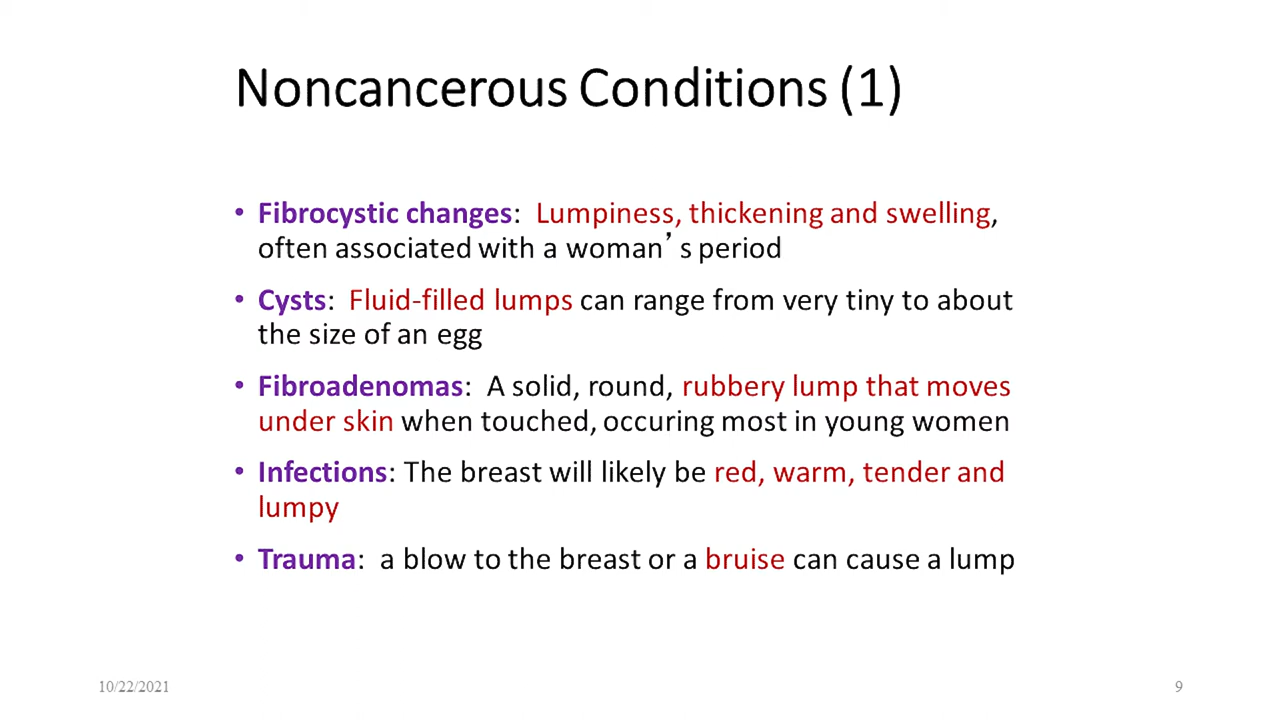 Noncancerous Conditions (1)
• Fibrocystic changes: Lumpiness, thickening and swelling,
often associated with a woman’s period
• Cysts: Fluid-filled lumps can range from very tiny to about
the size of an egg
• Fibroadenomas: A solid, round, rubbery lump that moves
under skin when touched, occuring most in young women
• Infections: The breast will likely be red, warm, tender and
lumpy
• Trauma: a blow to the breast or a bruise can cause a lump
10/22/2021
9